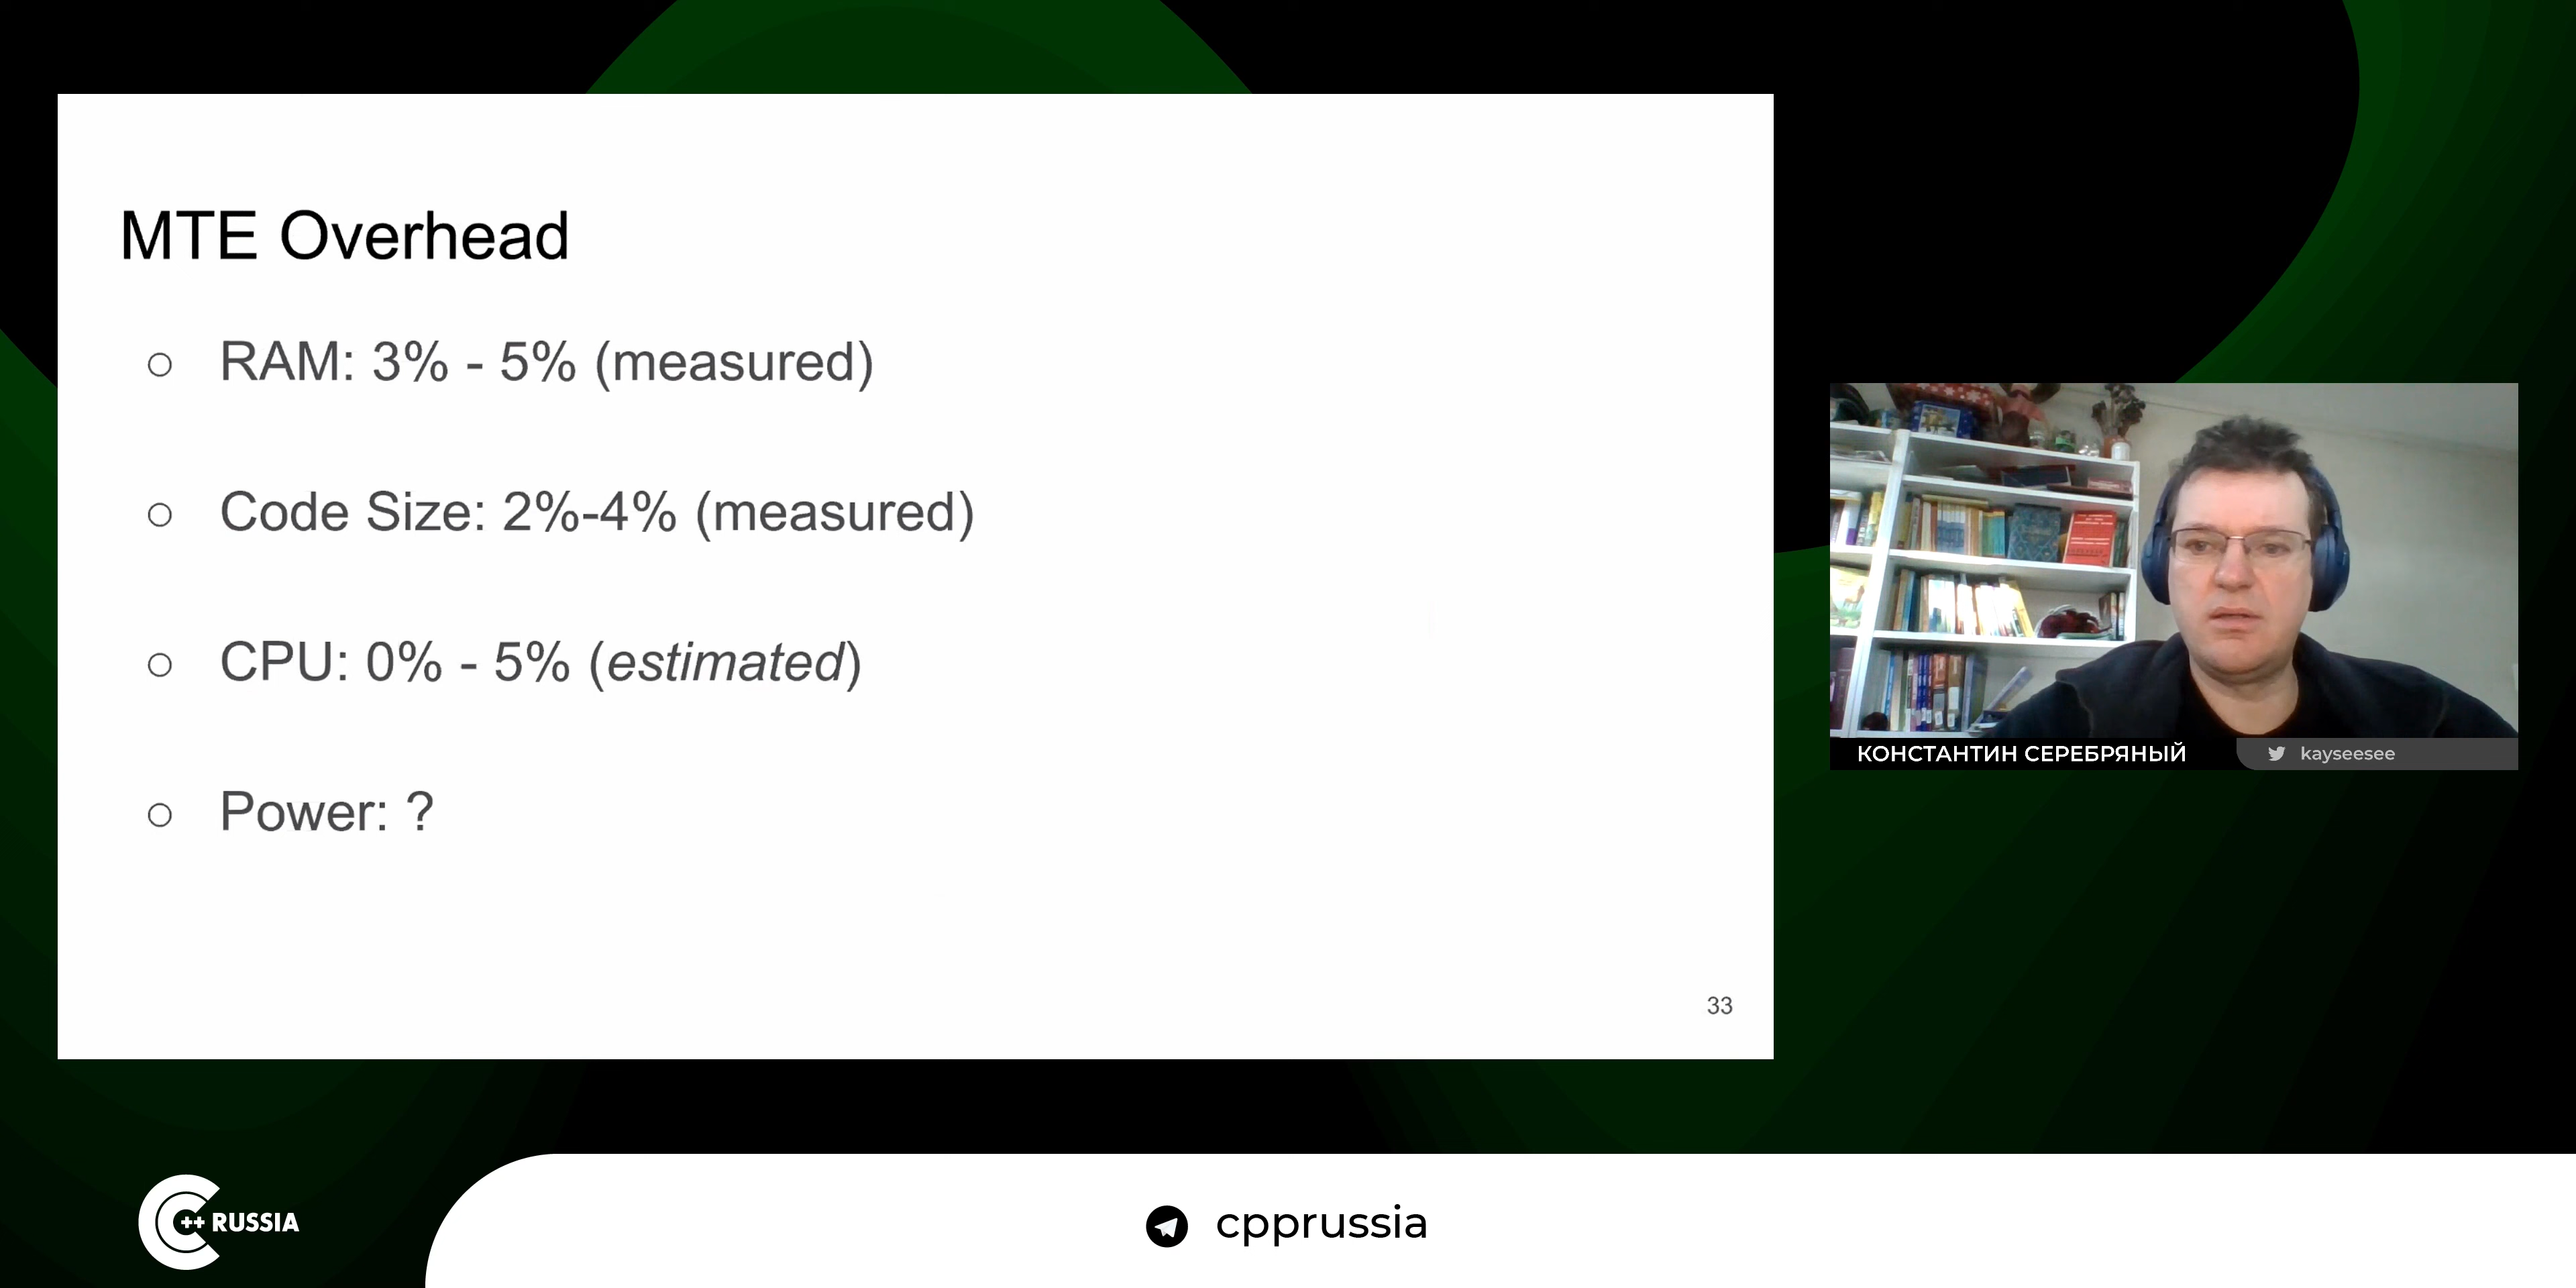 MTE Overhead
RAM: 3% - 5% (measured)
Code Size: 2%-4% (measured)
CPU: 0% - 5% (estimated)
Power: ?
33
КОНСТАНТИН СЕРЕБРЯНЫЙ
kayseesee
C++ RUSSIA
cpprussia